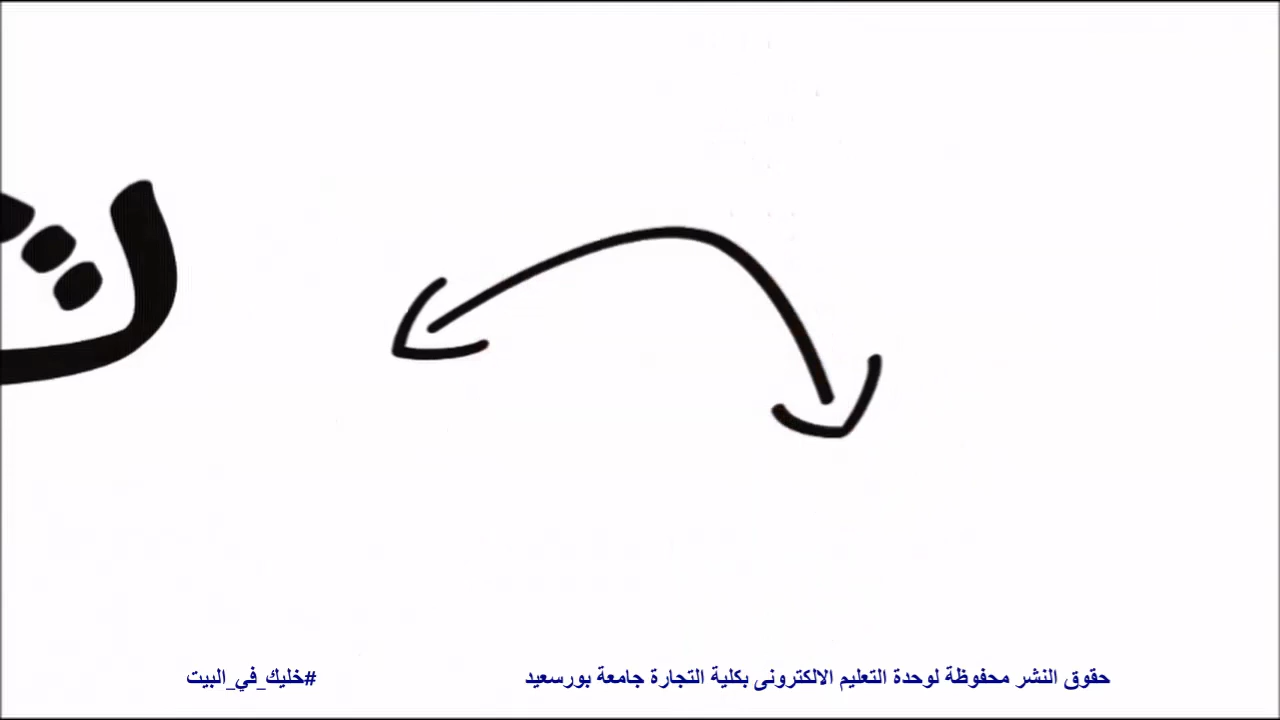 حقوق النشر محفوظة لوحدة التعليم الالكترونى بكلية التجارة جامعة بورسعيد
#خليك_في_البيت